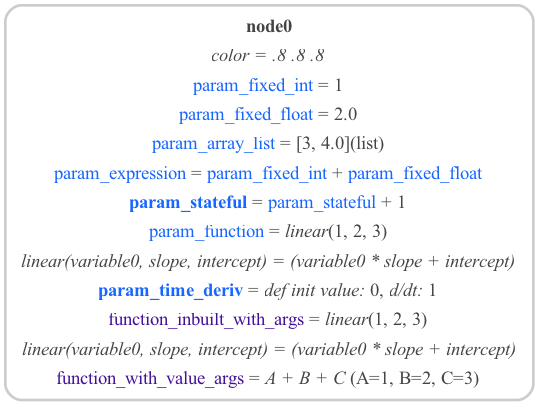 node0
color = .8 .8 .8
param_fixed_int = 1
param_fixed_float = 2.0
param_array_list = [3, 4.0](list)
param_expression = param_fixed_int + param_fixed_float
param_stateful = param_stateful + 1
param_function = linear(1, 2, 3)
linear(variable0, slope, intercept) = (variable0 * slope + intercept)
param_time_deriv = def init value: 0, d/dt: 1
function_inbuilt_with_args = linear(1, 2, 3)
linear(variable0, slope, intercept) = (variable0 * slope + intercept)
function_with_value_args = A + B + C (A=1, B=2, C=3)